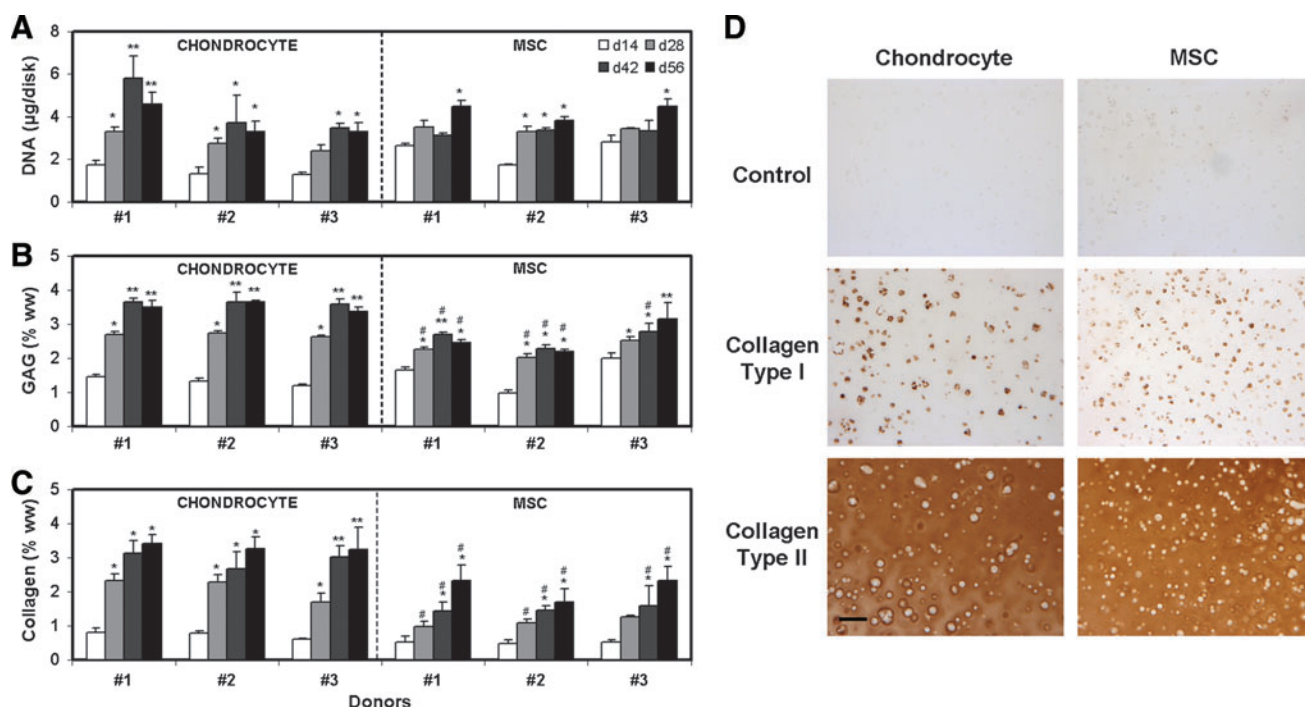 A
CHONDROCYTE
MSC
d14 d28
d42 d56
DNA (µg/disk)
8
6
4
2
0
** ** * * * * * * * * * * * *
#1 #2 #3 #1 #2 #3
B
CHONDROCYTE
MSC
GAG (% ww)
5
4
3
2
1
0
* ** ** * ** ** * ** ** # * # ** # * # * # * # * * # * **
#1 #2 #3 #1 #2 #3
C
CHONDROCYTE
MSC
Collagen (% ww)
5
4
3
2
1
0
* * * * * * * ** ** # # * # * # # * # * # * # *
#1 #2 #3 #1 #2 #3
Donors
D
Chondrocyte MSC
Control
Collagen
Type I
Collagen
Type II